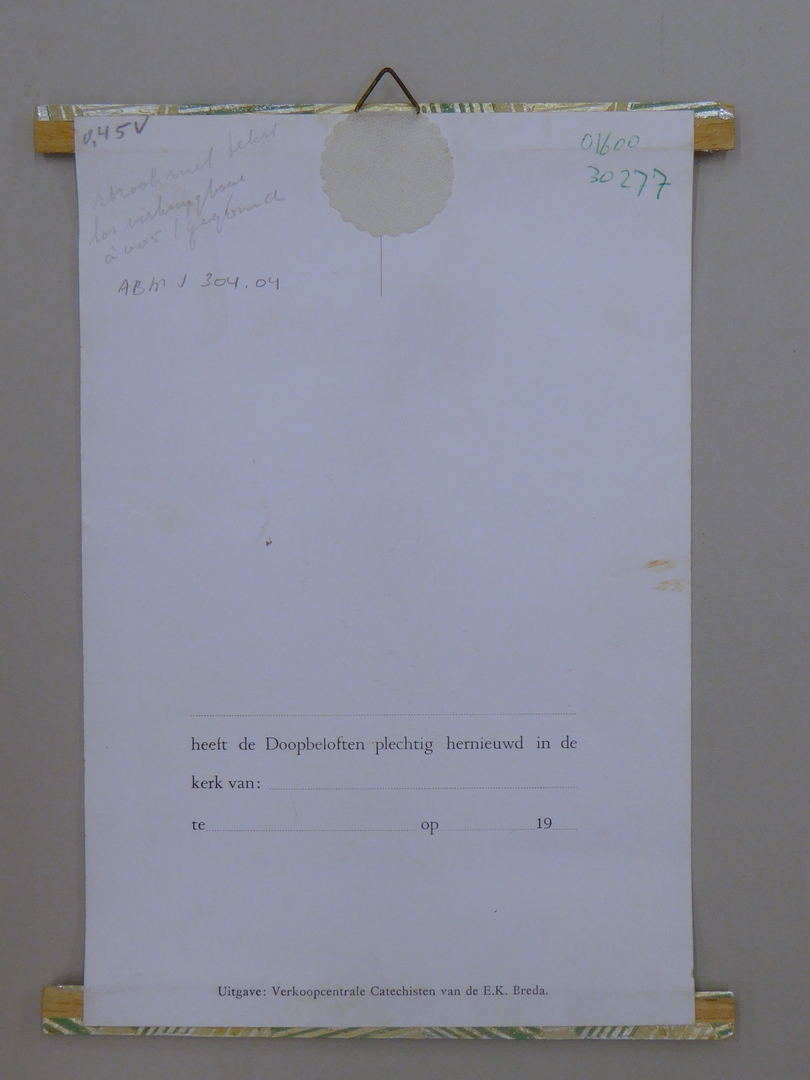 0,45
01600
30277
ABM V 304.04
heeft de Doopbeloften plechtig hernieuwd in de
kerk van:
te op 19
Uitgave: Verkoopcentrale Catechisten van de E.K. Breda.